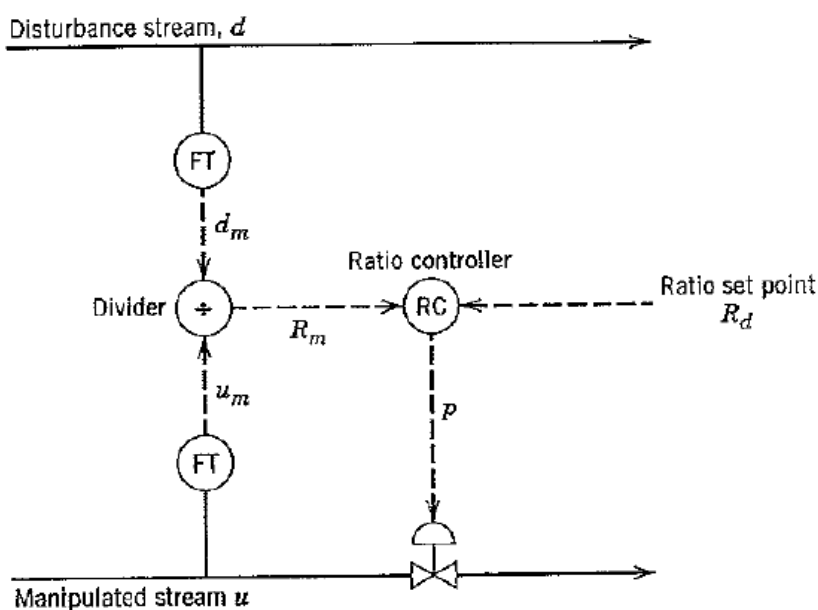 Disturbance stream, d
FT
d_m
Ratio controller
Divider
÷
R_m
RC
Ratio set point
R_d
u_m
p
FT
Manipulated stream u